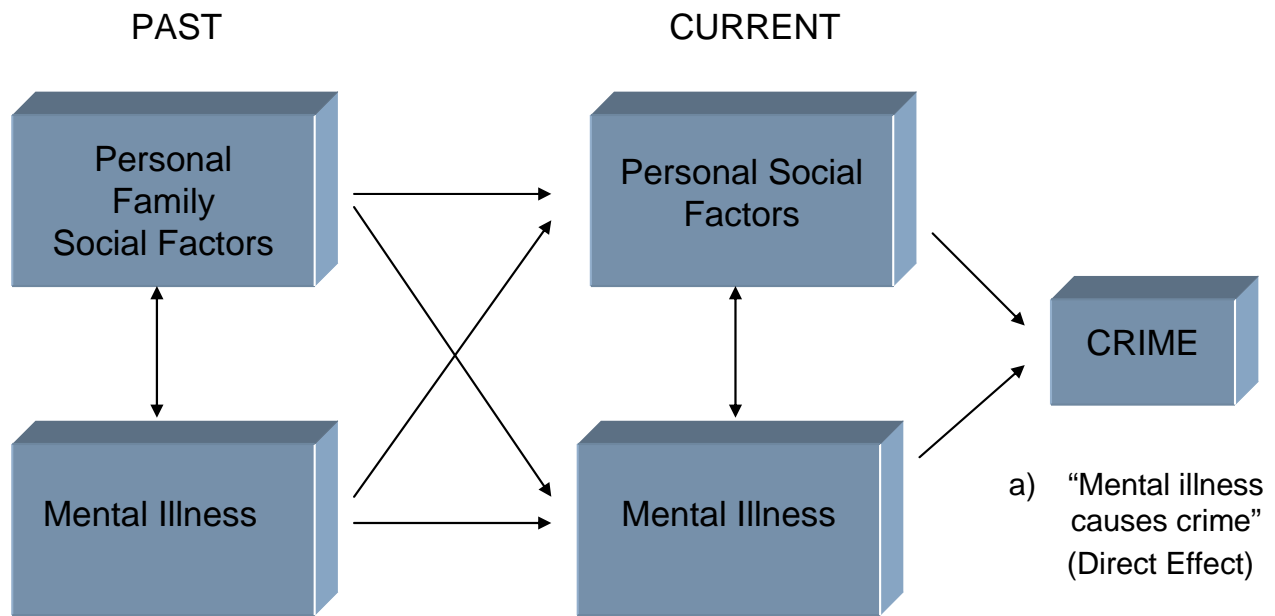 PAST
CURRENT
Personal
Family
Social Factors
Personal Social
Factors
CRIME
Mental Illness
Mental Illness
a) “Mental illness
causes crime”
(Direct Effect)